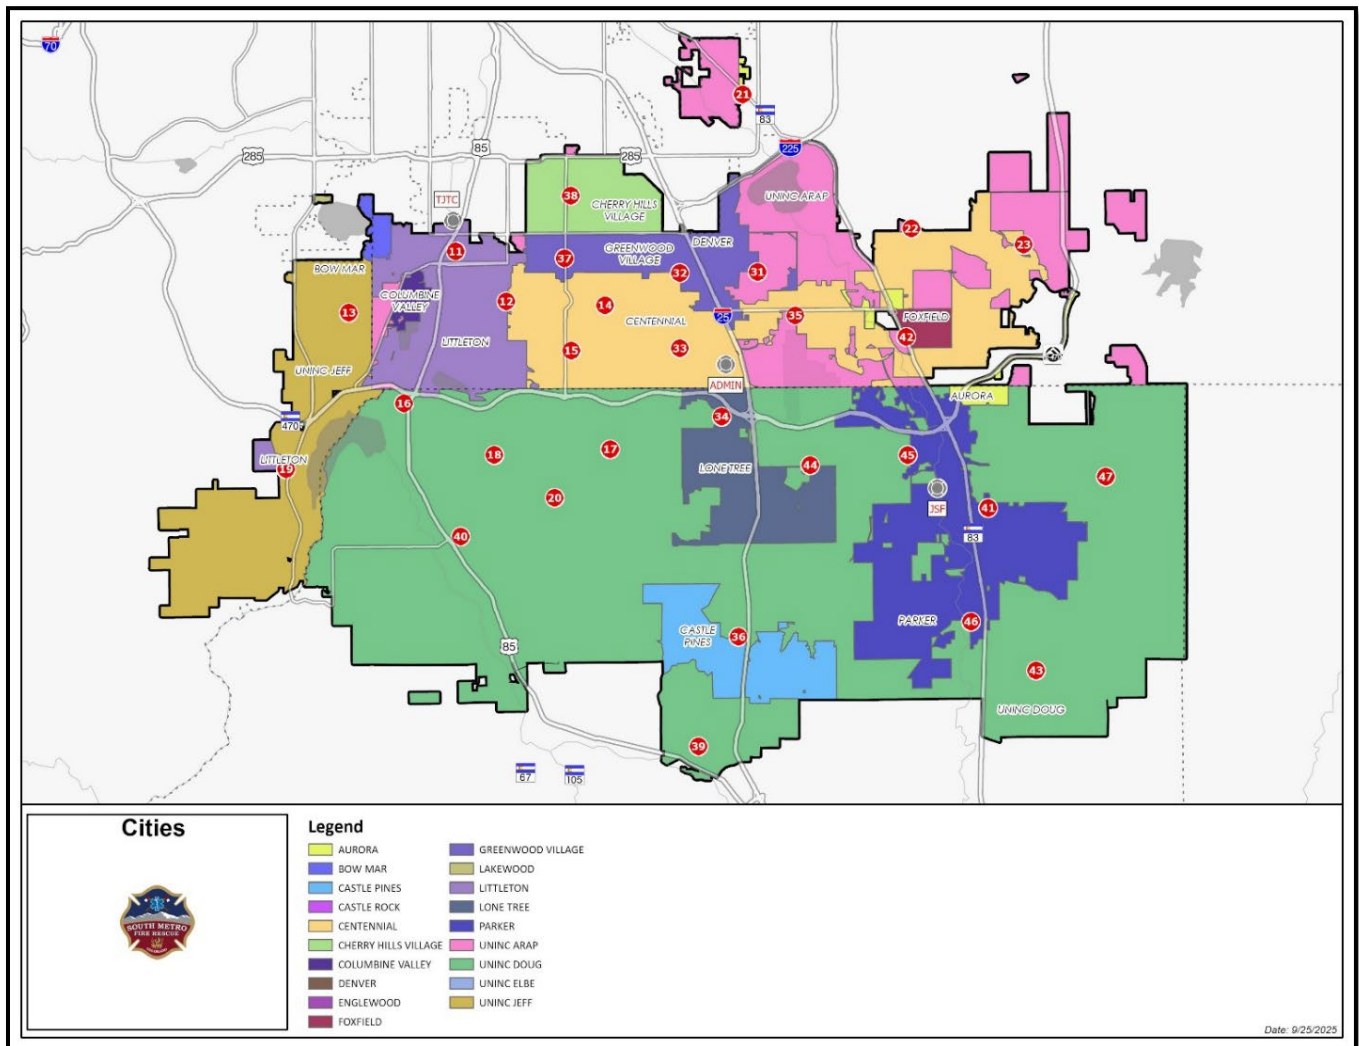 70
21
83
225
285
85
285
TJTC
38
CHERRY HILLS
VILLAGE
UNINC ARAP
22
23
11
37
GREENWOOD
VILLAGE
DENVER
32
31
BOW MAR
COLUMBINE
VALLEY
12
14
13
CENTENNIAL
25
35
FOXFIELD
42
LITTLETON
15
33
UNINC JEFF
ADMIN
AURORA
16
470
34
18
17
LITTLETON
19
LONE TREE
44
45
47
20
JSF
41
40
83
CASTLE
PINES
36
PARKER
46
85
43
UNINC DOUG
39
67
105
Cities
SOUTH METRO
FIRE RESCUE
COLORADO
Legend
AURORA
BOW MAR
CASTLE PINES
CASTLE ROCK
CENTENNIAL
CHERRY HILLS VILLAGE
COLUMBINE VALLEY
DENVER
ENGLEWOOD
FOXFIELD
GREENWOOD VILLAGE
LAKEWOOD
LITTLETON
LONE TREE
PARKER
UNINC ARAP
UNINC DOUG
UNINC ELBE
UNINC JEFF
Date: 9/25/2025